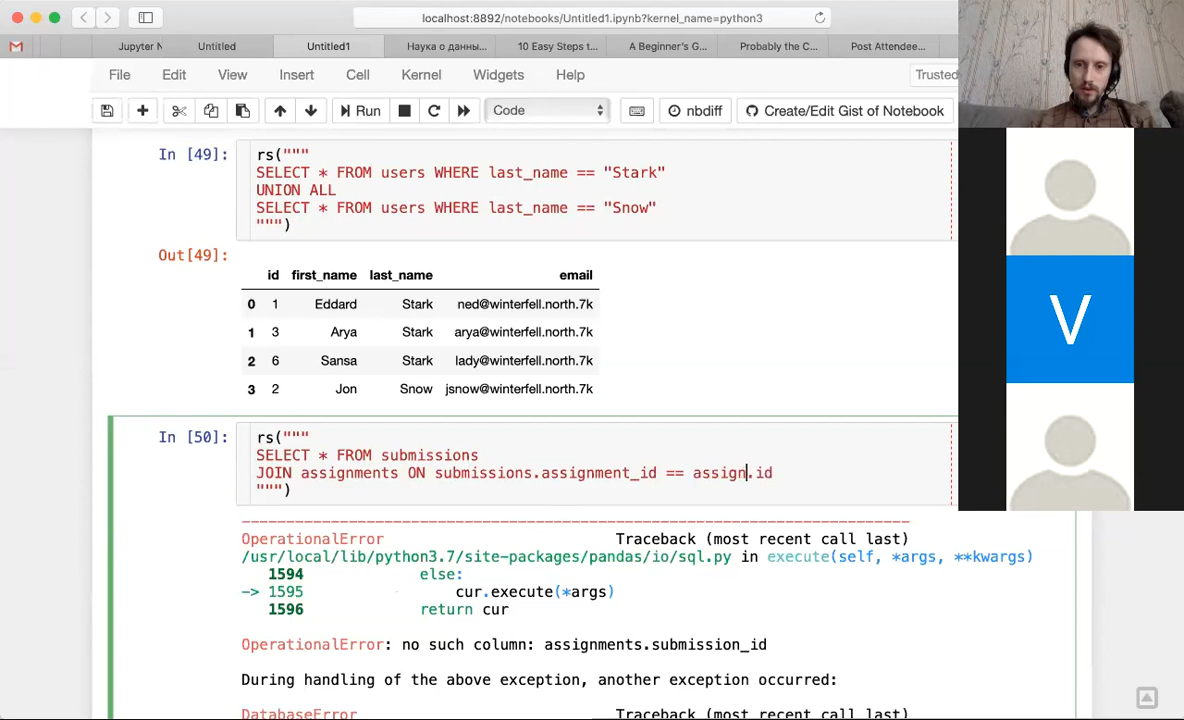 localhost:8892/notebooks/Untitled1.ipynb?kernel_name=python3
Jupyter N
Untitled
Untitled1
Наука о данны...
10 Easy Steps t...
A Beginner's G...
Probably the C...
Post Attendee...
File Edit View Insert Cell Kernel Widgets Help
Trusted
Run
Code
nbdiff
Create/Edit Gist of Notebook
In [49]:
rs("""
SELECT * FROM users WHERE last_name == "Stark"
UNION ALL
SELECT * FROM users WHERE last_name == "Snow"
""")
Out[49]:
id first_name last_name email
0 1 Eddard Stark ned@winterfell.north.7k
1 3 Arya Stark arya@winterfell.north.7k
2 6 Sansa Stark lady@winterfell.north.7k
3 2 Jon Snow jsnow@winterfell.north.7k
In [50]:
rs("""
SELECT * FROM submissions
JOIN assignments ON submissions.assignment_id == assign.id
""")
---------------------------------------------------------------------------
OperationalError Traceback (most recent call last)
/usr/local/lib/python3.7/site-packages/pandas/io/sql.py in execute(self, *args, **kwargs)
1594 else:
-> 1595 cur.execute(*args)
1596 return cur
OperationalError: no such column: assignments.submission_id
During handling of the above exception, another exception occurred:
DatabaseError Traceback (most recent call last)
V